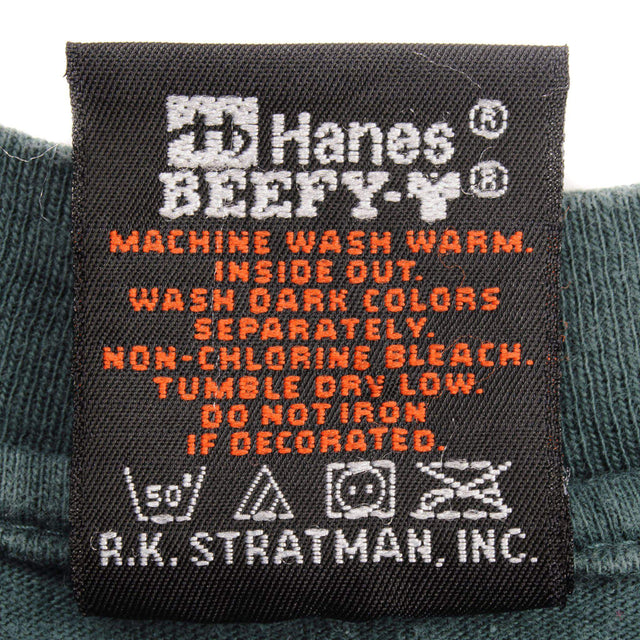 Hb Hanes®
BEEFY-T®
MACHINE WASH WARM.
INSIDE OUT.
WASH DARK COLORS
SEPARATELY.
NON-CHLORINE BLEACH.
TUMBLE DRY LOW.
DO NOT IRON
IF DECORATED.
50°
R.K. STRATMAN, INC.